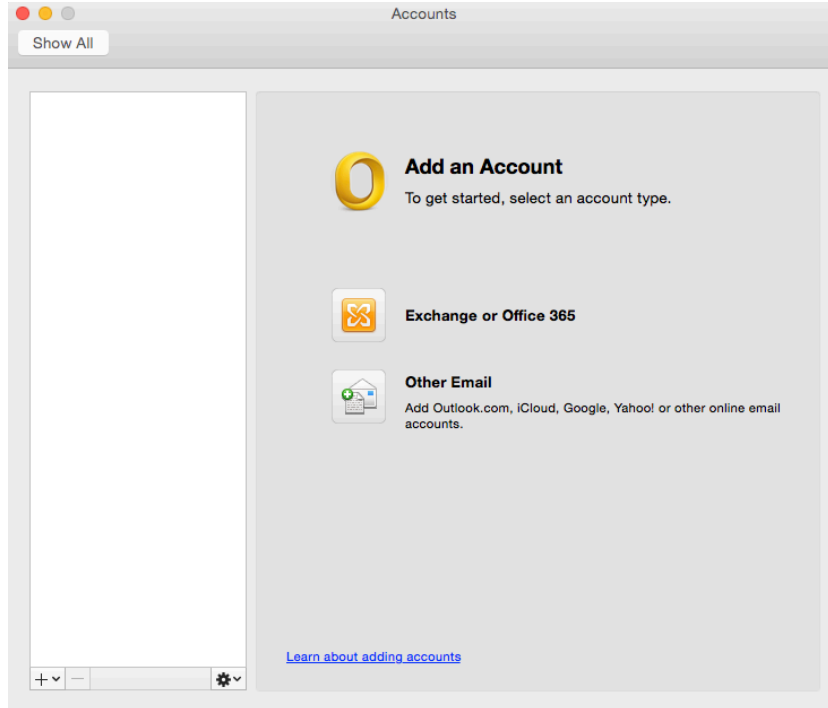 Accounts
Show All
Add an Account
To get started, select an account type.
Exchange or Office 365
Other Email
Add Outlook.com, iCloud, Google, Yahoo! or other online email
accounts.
Learn about adding accounts